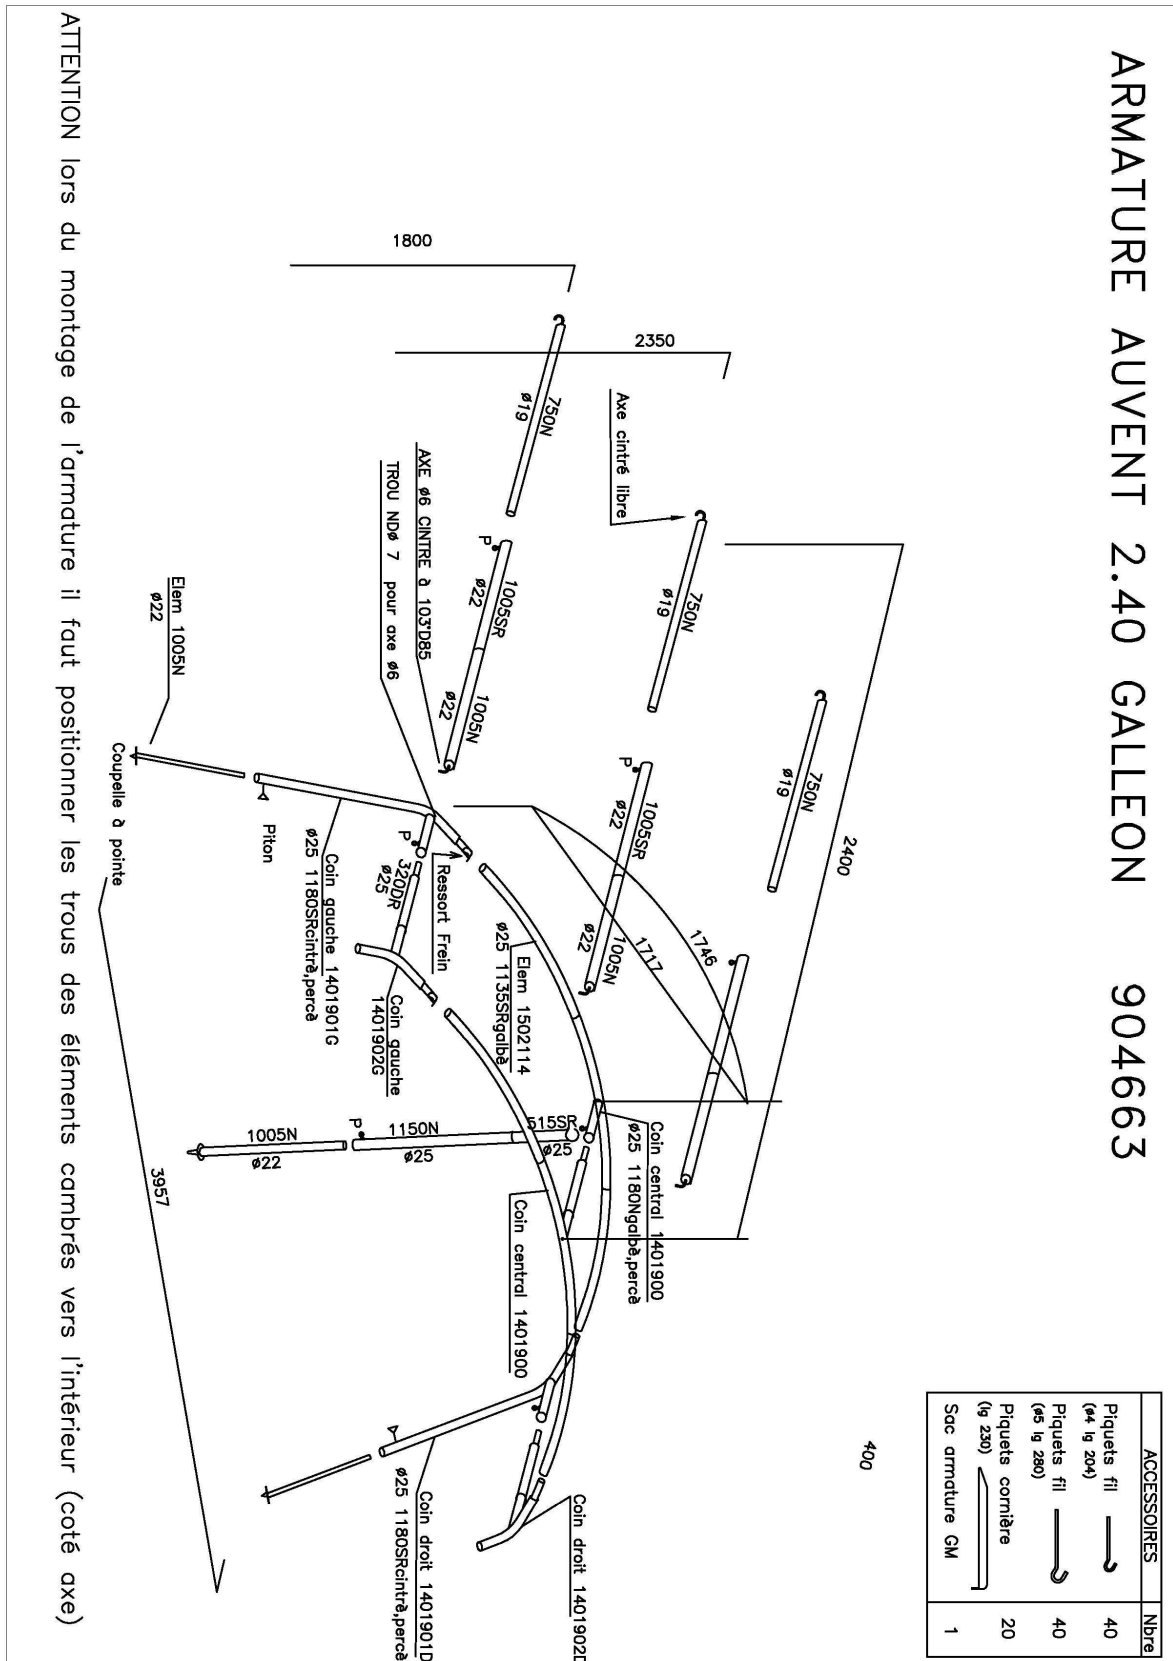 ARMATURE AUVENT 2.40 GALLEON 904663
ACCESSOIRES Nbre
Piquets fil 40
(ø4 lg 204)
Piquets fil 40
(ø5 lg 280)
Piquets cornière 20
(lg 230)
Sac armature GM 1
400
2400
1800
2350
Axe cintré libre
750N
ø19
750N
ø19
750N
ø19
AXE ø6 CINTRE à 103°D85
TROU NDø 7 pour axe ø6
P
1005SR
ø22
1005N
ø22
P
1005SR
ø22
1005N
ø22
1746
1717
Elem 1005N
ø22
Coupelle à pointe
Piton
P
320DR
ø25
Ressort Frein
Coin gauche 1401901G
ø25 1180SRcintrè,percè
Coin gauche
1401902G
Elem 1502114
ø25 1135SRgalbè
Coin central 1401900
ø25 1180Ngalbè,percè
515SR
ø25
P
1150N
ø25
1005N
ø22
Coin central 1401900
3957
Coin droit 1401902D
Coin droit 1401901D
ø25 1180SRcintrè,percè
ATTENTION lors du montage de l'armature il faut positionner les trous des éléments cambrés vers l'intérieur (coté axe)